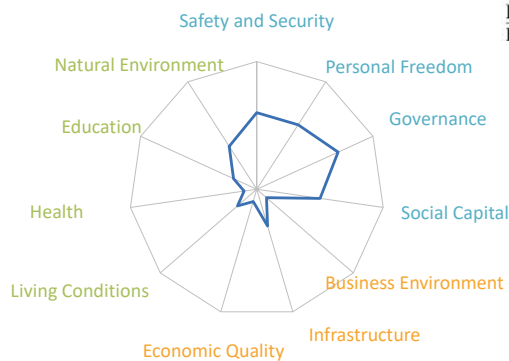 Safety and Security
Natural Environment
Personal Freedom
Education
Governance
Health
Social Capital
Living Conditions
Business Environment
Infrastructure
Economic Quality